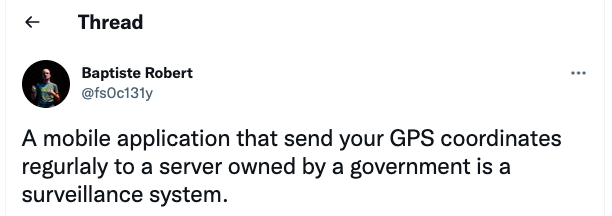 Thread
Baptiste Robert
@fs0c131y
A mobile application that send your GPS coordinates
regurlaly to a server owned by a government is a
surveillance system.